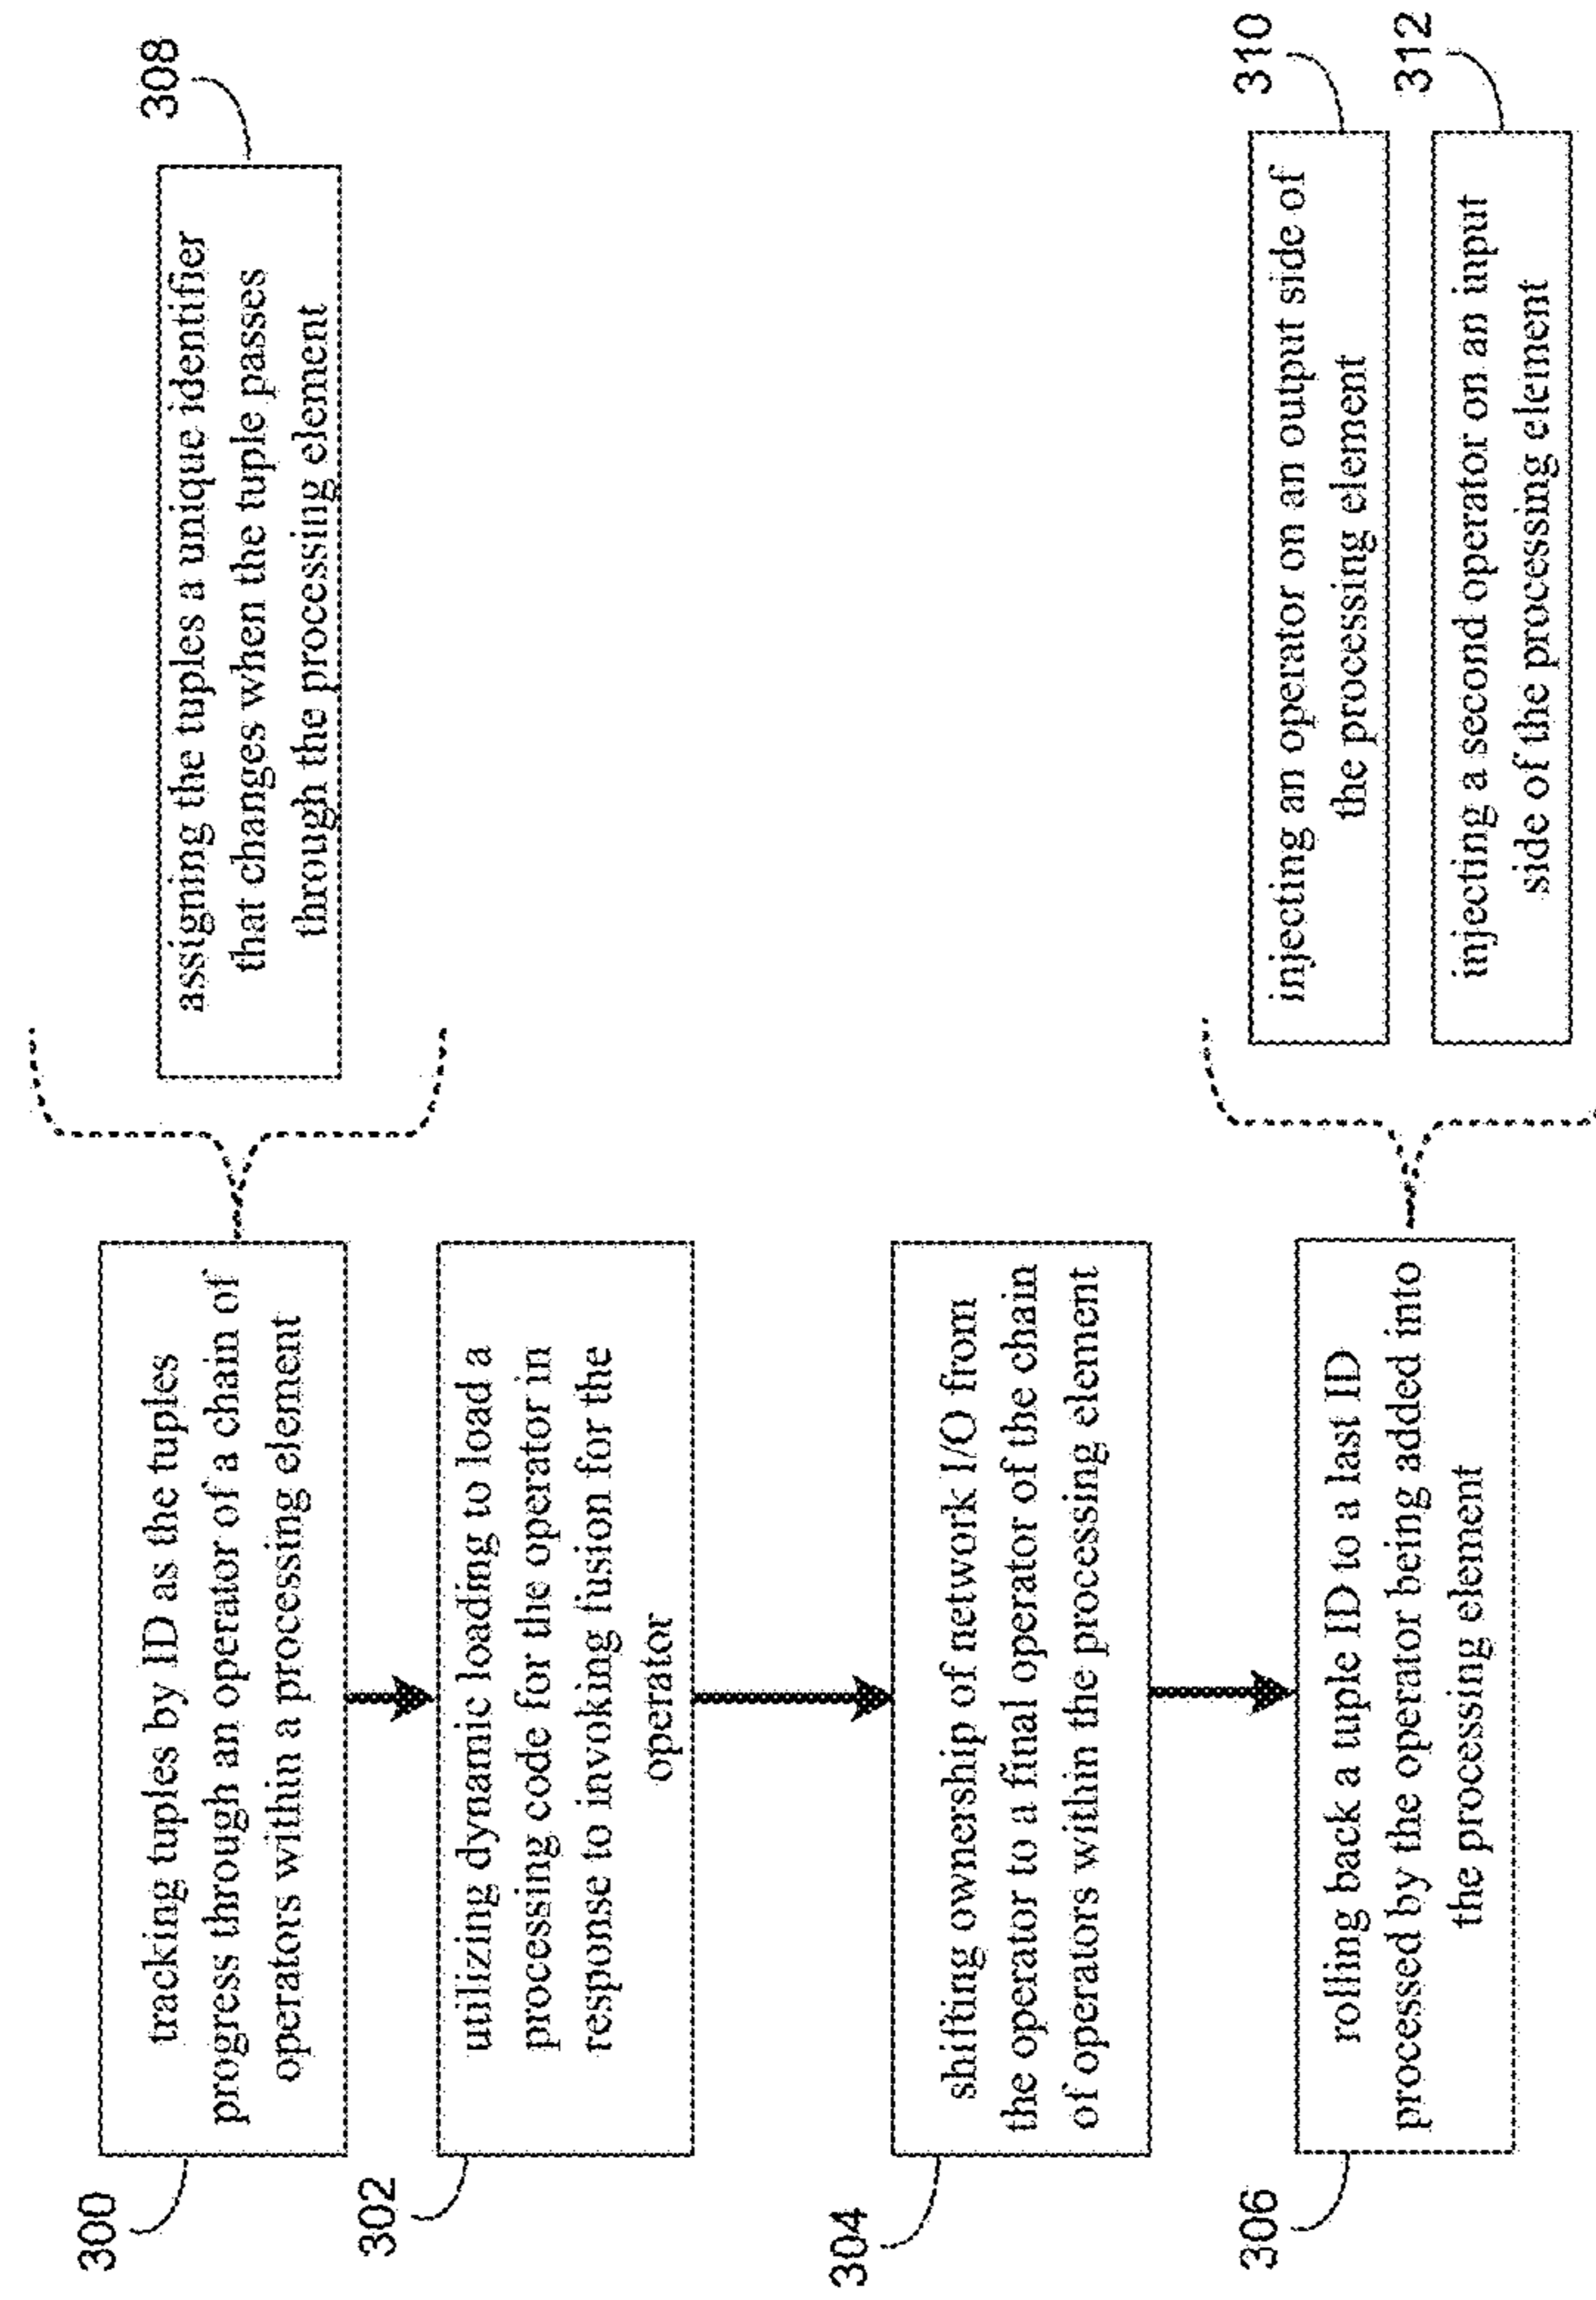 300
tracking tuples by ID as the tuples
progress through an operator of a chain of
operators within a processing element
308
assigning the tuples a unique identifier
that changes when the tuple passes
through the processing element
302
utilizing dynamic loading to load a
processing code for the operator in
response to invoking fusion for the
operator
304
shifting ownership of network I/O from
the operator to a final operator of the chain
of operators within the processing element
306
rolling back a tuple ID to a last ID
processed by the operator being added into
the processing element
310
injecting an operator on an output side of
the processing element
312
injecting a second operator on an input
side of the processing element